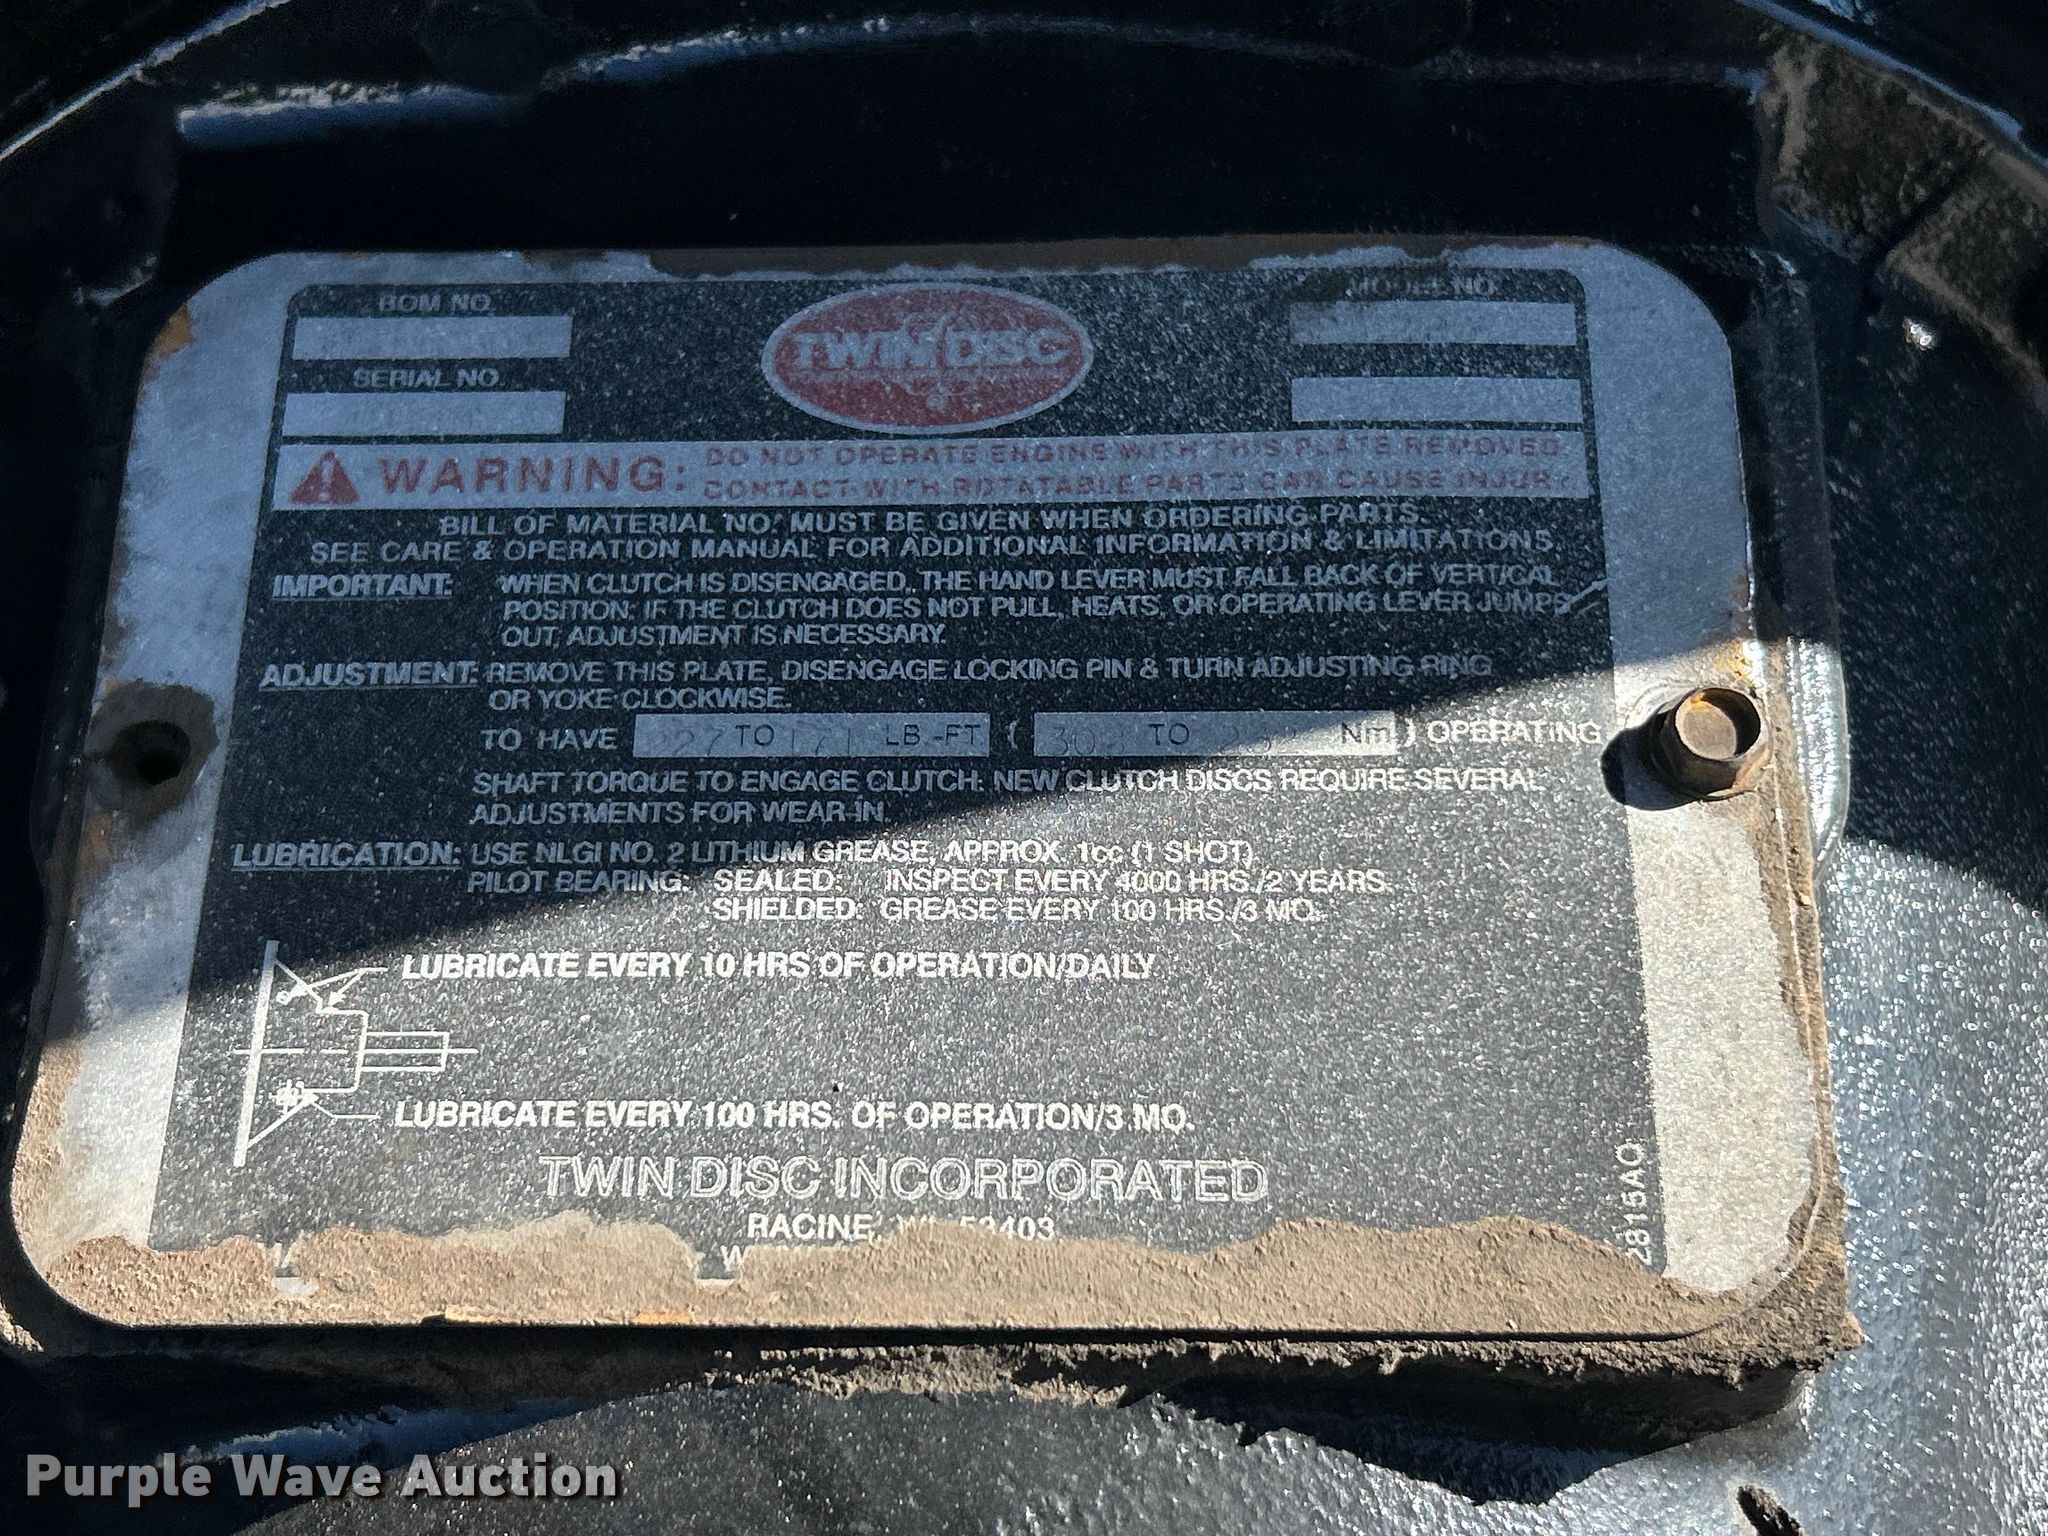 BOM NO.
MODEL NO.
TWIN DISC
SERIAL NO.
WARNING: DO NOT OPERATE ENGINE WITH THIS PLATE REMOVED
CONTACT WITH ROTATABLE PARTS CAN CAUSE INJURY
BILL OF MATERIAL NO. MUST BE GIVEN WHEN ORDERING PARTS.
SEE CARE & OPERATION MANUAL FOR ADDITIONAL INFORMATION & LIMITATIONS.
IMPORTANT: WHEN CLUTCH IS DISENGAGED, THE HAND LEVER MUST FALL BACK OF VERTICAL
POSITION; IF THE CLUTCH DOES NOT PULL, HEATS, OR OPERATING LEVER JUMPS
OUT, ADJUSTMENT IS NECESSARY.
ADJUSTMENT: REMOVE THIS PLATE, DISENGAGE LOCKING PIN & TURN ADJUSTING RING
OR YOKE CLOCKWISE.
TO HAVE 227 TO 171 LB.-FT ( TO Nm ) OPERATING
SHAFT TORQUE TO ENGAGE CLUTCH. NEW CLUTCH DISCS REQUIRE SEVERAL
ADJUSTMENTS FOR WEAR-IN.
LUBRICATION: USE NLGI NO. 2 LITHIUM GREASE, APPROX. 1cc (1 SHOT)
PILOT BEARING: SEALED: INSPECT EVERY 4000 HRS./2 YEARS
SHIELDED: GREASE EVERY 100 HRS./3 MO.
LUBRICATE EVERY 10 HRS OF OPERATION/DAILY
LUBRICATE EVERY 100 HRS. OF OPERATION/3 MO.
TWIN DISC INCORPORATED
RACINE, WI 53403
2815AO
Purple Wave Auction